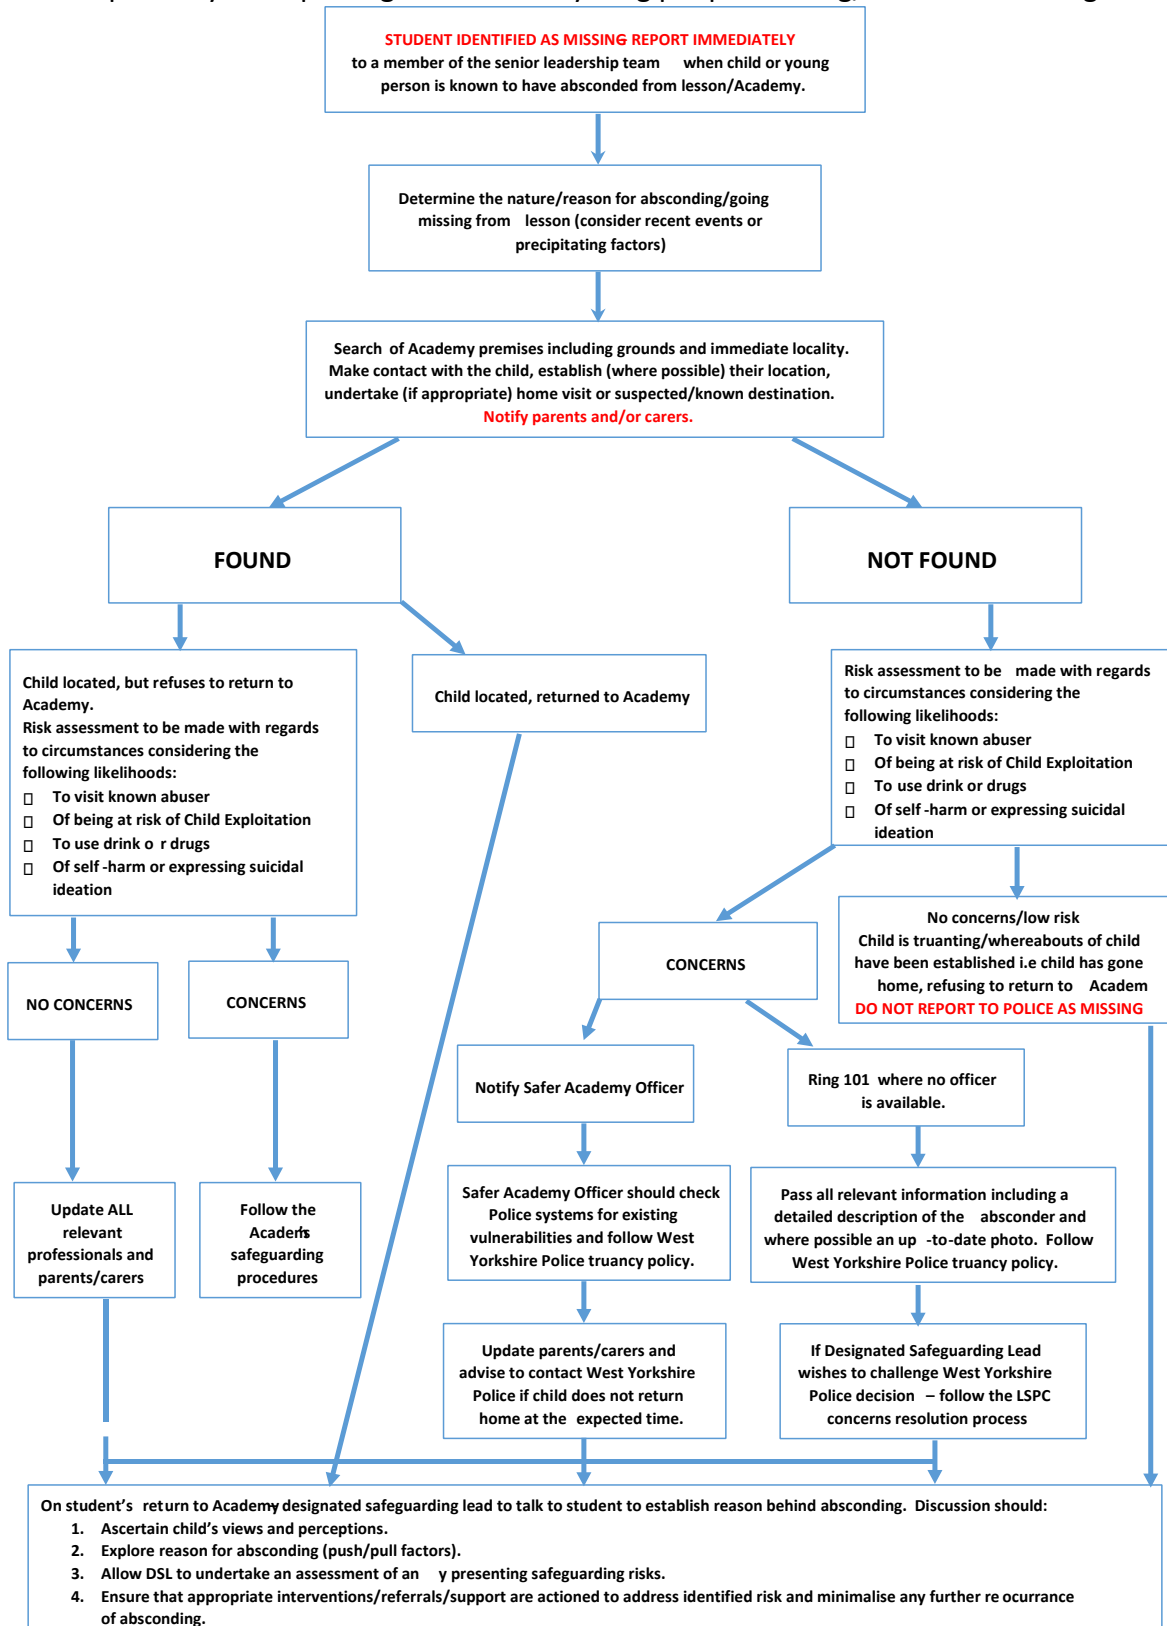 STUDENT IDENTIFIED AS MISSING REPORT IMMEDIATELY
to a member of the senior leadership team when child or young
person is known to have absconded from lesson/Academy.
Determine the nature/reason for absconding/going
missing from lesson (consider recent events or
precipitating factors)
Search of Academy premises including grounds and immediate locality.
Make contact with the child, establish (where possible) their location,
undertake (if appropriate) home visit or suspected/known destination.
Notify parents and/or carers.
FOUND
NOT FOUND
Child located, but refuses to return to
Academy.
Risk assessment to be made with regards
to circumstances considering the
following likelihoods:
To visit known abuser
Of being at risk of Child Exploitation
To use drink o r drugs
Of self -harm or expressing suicidal
ideation
Child located, returned to Academy
Risk assessment to be made with regards
to circumstances considering the
following likelihoods:
To visit known abuser
Of being at risk of Child Exploitation
To use drink or drugs
Of self -harm or expressing suicidal
ideation
NO CONCERNS
CONCERNS
CONCERNS
No concerns/low risk
Child is truanting/whereabouts of child
have been established i.e child has gone
home, refusing to return to Academ
DO NOT REPORT TO POLICE AS MISSING
Notify Safer Academy Officer
Ring 101 where no officer
is available.
Update ALL
relevant
professionals and
parents/carers
Follow the
safeguarding
procedures
Safer Academy Officer should check
Police systems for existing
vulnerabilities and follow West
Yorkshire Police truancy policy.
Pass all relevant information including a
detailed description of the absconder and
where possible an up -to-date photo. Follow
West Yorkshire Police truancy policy.
Update parents/carers and
advise to contact West Yorkshire
Police if child does not return
home at the expected time.
If Designated Safeguarding Lead
wishes to challenge West Yorkshire
Police decision – follow the LSPC
concerns resolution process
On student's return to Academy designated safeguarding lead to talk to student to establish reason behind absconding. Discussion should:
1. Ascertain child's views and perceptions.
2. Explore reason for absconding (push/pull factors).
3. Allow DSL to undertake an assessment of an y presenting safeguarding risks.
4. Ensure that appropriate interventions/referrals/support are actioned to address identified risk and minimalise any further re ocurrance
of absconding.